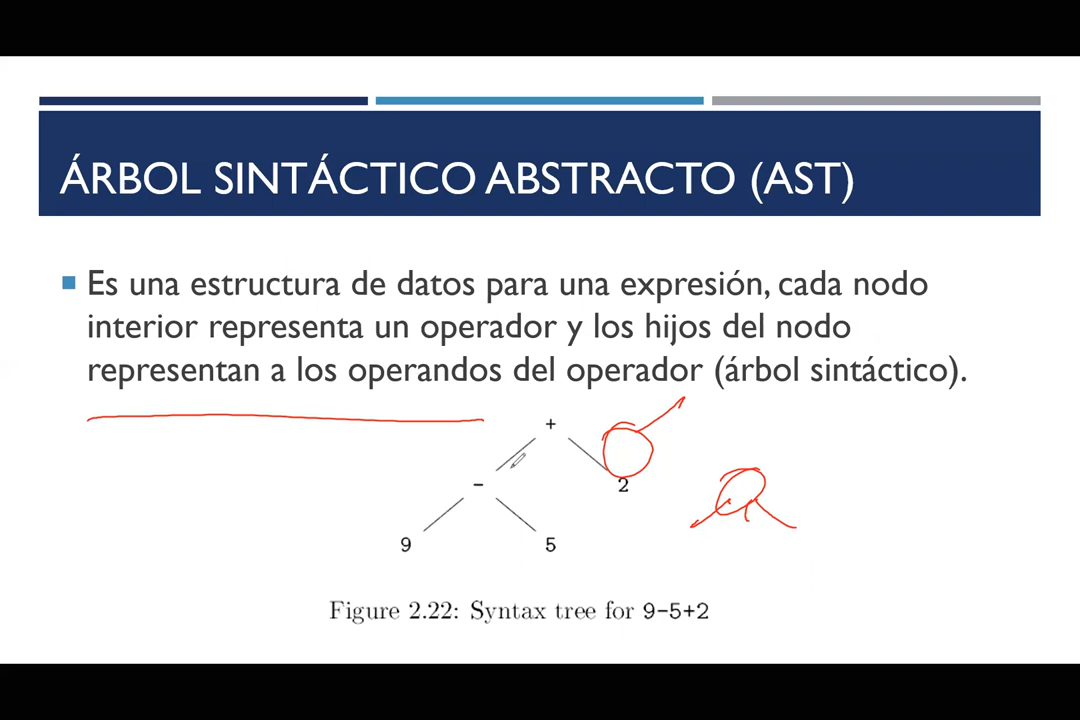 ÁRBOL SINTÁCTICO ABSTRACTO (AST)
Es una estructura de datos para una expresión, cada nodo
interior representa un operador y los hijos del nodo
representan a los operandos del operador (árbol sintáctico).
+
- 2
9 5
Figure 2.22: Syntax tree for 9-5+2